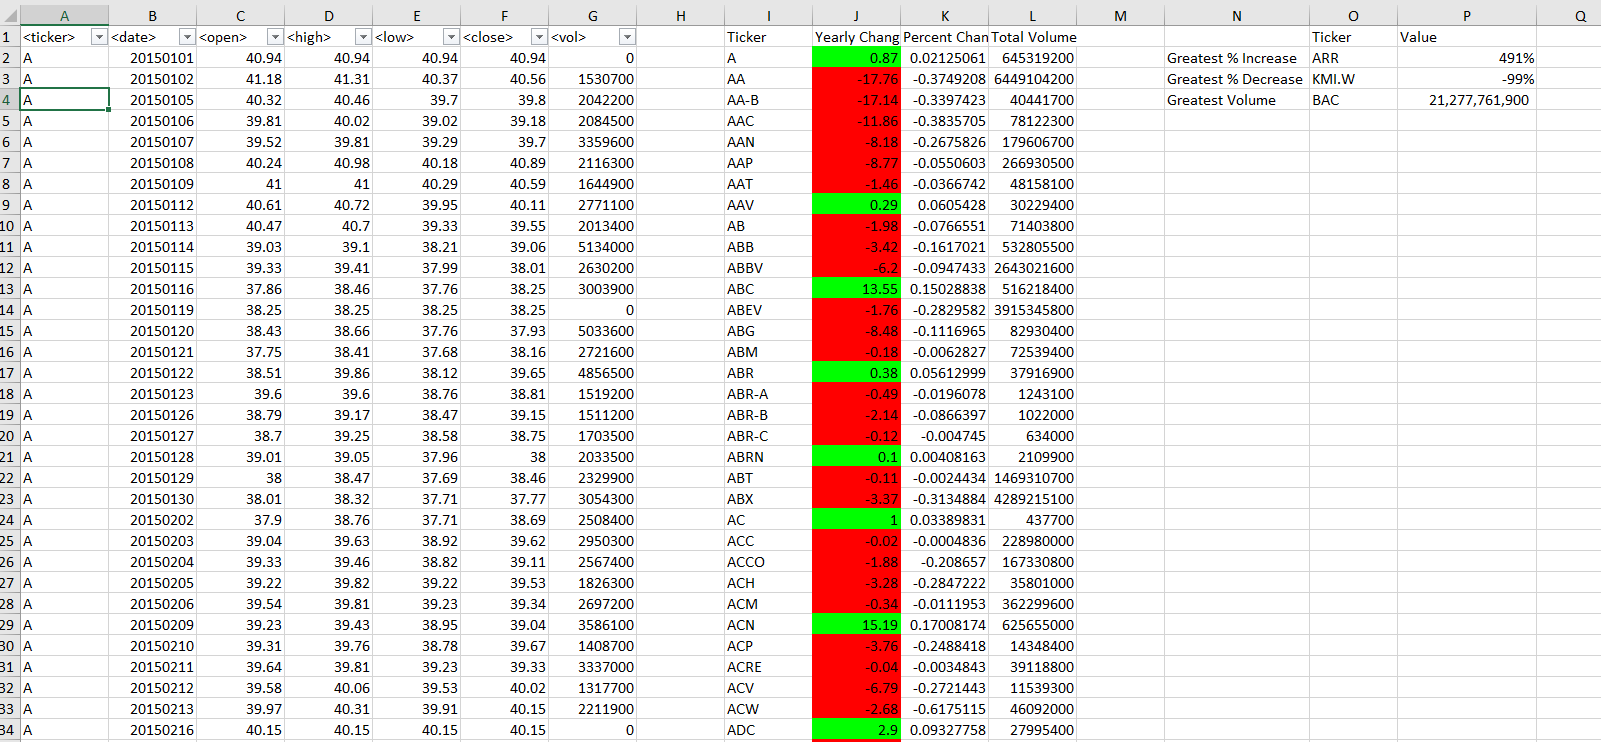 A B C D E F G H I J K L M N O P Q
1 <ticker> <date> <open> <high> <low> <close> <vol> Ticker Yearly Chang Percent Chan Total Volume Ticker Value
2 A 20150101 40.94 40.94 40.94 40.94 0 A 0.87 0.02125061 645319200 Greatest % Increase ARR 491%
3 A 20150102 41.18 41.31 40.37 40.56 1530700 AA -17.76 -0.3749208 6449104200 Greatest % Decrease KMI.W -99%
4 A 20150105 40.32 40.46 39.7 39.8 2042200 AA-B -17.14 -0.3397423 40441700 Greatest Volume BAC 21,277,761,900
5 A 20150106 39.81 40.02 39.02 39.18 2084500 AAC -11.86 -0.3835705 78122300
6 A 20150107 39.52 39.81 39.29 39.7 3359600 AAN -8.18 -0.2675826 179606700
7 A 20150108 40.24 40.98 40.18 40.89 2116300 AAP -8.77 -0.0550603 266930500
8 A 20150109 41 41 40.29 40.59 1644900 AAT -1.46 -0.0366742 48158100
9 A 20150112 40.61 40.72 39.95 40.11 2771100 AAV 0.29 0.0605428 30229400
10 A 20150113 40.47 40.7 39.33 39.55 2013400 AB -1.98 -0.0766551 71403800
11 A 20150114 39.03 39.1 38.21 39.06 5134000 ABB -3.42 -0.1617021 532805500
12 A 20150115 39.33 39.41 37.99 38.01 2630200 ABBV -6.2 -0.0947433 2643021600
13 A 20150116 37.86 38.46 37.76 38.25 3003900 ABC 13.55 0.15028838 516218400
14 A 20150119 38.25 38.25 38.25 38.25 0 ABEV -1.76 -0.2829582 3915345800
15 A 20150120 38.43 38.66 37.76 37.93 5033600 ABG -8.48 -0.1116965 82930400
16 A 20150121 37.75 38.41 37.68 38.16 2721600 ABM -0.18 -0.0062827 72539400
17 A 20150122 38.51 39.86 38.12 39.65 4856500 ABR 0.38 0.05612999 37916900
18 A 20150123 39.6 39.6 38.76 38.81 1519200 ABR-A -0.49 -0.0196078 1243100
19 A 20150126 38.79 39.17 38.47 39.15 1511200 ABR-B -2.14 -0.0866397 1022000
20 A 20150127 38.7 39.25 38.58 38.75 1703500 ABR-C -0.12 -0.004745 634000
21 A 20150128 39.01 39.05 37.96 38 2033500 ABRN 0.1 0.00408163 2109900
22 A 20150129 38 38.47 37.69 38.46 2329900 ABT -0.11 -0.0024434 1469310700
23 A 20150130 38.01 38.32 37.71 37.77 3054300 ABX -3.37 -0.3134884 4289215100
24 A 20150202 37.9 38.76 37.71 38.69 2508400 AC 1 0.03389831 437700
25 A 20150203 39.04 39.63 38.92 39.62 2950300 ACC -0.02 -0.0004836 228980000
26 A 20150204 39.33 39.46 38.82 39.11 2567400 ACCO -1.88 -0.208657 167330800
27 A 20150205 39.22 39.82 39.22 39.53 1826300 ACH -3.28 -0.2847222 35801000
28 A 20150206 39.54 39.81 39.23 39.34 2697200 ACM -0.34 -0.0111953 362299600
29 A 20150209 39.23 39.43 38.95 39.04 3586100 ACN 15.19 0.17008174 625655000
30 A 20150210 39.31 39.76 38.78 39.67 1408700 ACP -3.76 -0.2488418 14348400
31 A 20150211 39.64 39.81 39.23 39.33 3337000 ACRE -0.04 -0.0034843 39118800
32 A 20150212 39.58 40.06 39.53 40.02 1317700 ACV -6.79 -0.2721443 11539300
33 A 20150213 39.97 40.31 39.91 40.15 2211900 ACW -2.68 -0.6175115 46092000
34 A 20150216 40.15 40.15 40.15 40.15 0 ADC 2.9 0.09327758 27995400